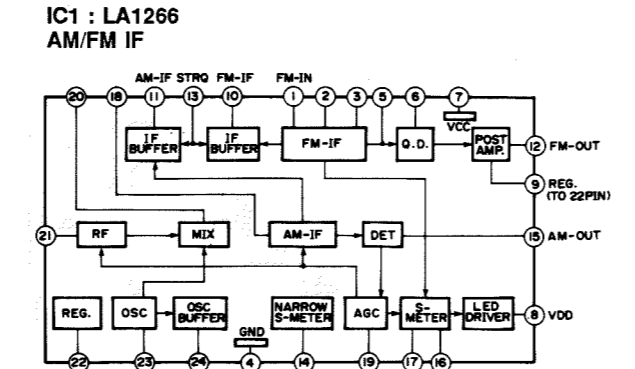 IC1 : LA1266
AM/FM IF
AM-IF STRQ FM-IF FM-IN
20 18 11 13 10 1 2 3 5 6 7
VCC
IF BUFFER
IF BUFFER
FM-IF
Q.D.
POST AMP.
12 FM-OUT
9 REG.
(TO 22PIN)
21
RF
MIX
AM-IF
DET
15 AM-OUT
REG.
OSC
OSC BUFFER
GND
NARROW S-METER
AGC
S-METER
LED DRIVER
8 VDD
22 23 24 4 14 19 17 16